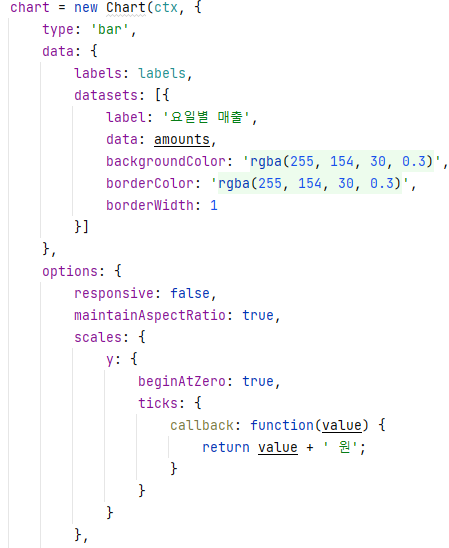 chart = new Chart(ctx, {
    type: 'bar',
    data: {
        labels: labels,
        datasets: [{
            label: '요일별 매출',
            data: amounts,
            backgroundColor: 'rgba(255, 154, 30, 0.3)',
            borderColor: 'rgba(255, 154, 30, 0.3)',
            borderWidth: 1
        }]
    },
    options: {
        responsive: false,
        maintainAspectRatio: true,
        scales: {
            y: {
                beginAtZero: true,
                ticks: {
                    callback: function(value) {
                        return value + ' 원';
                    }
                }
            }
        },